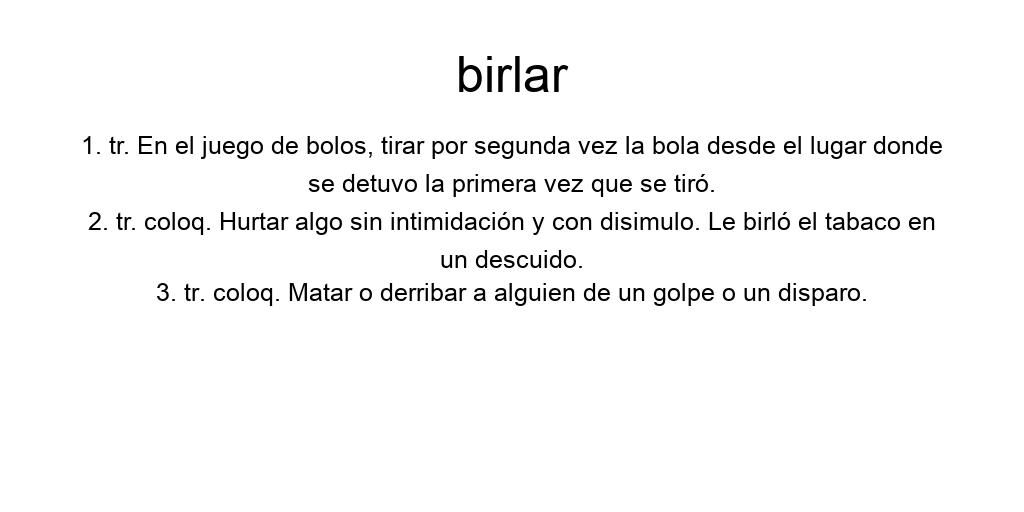 birlar
1. tr. En el juego de bolos, tirar por segunda vez la bola desde el lugar donde
se detuvo la primera vez que se tiró.
2. tr. coloq. Hurtar algo sin intimidación y con disimulo. Le birló el tabaco en
un descuido.
3. tr. coloq. Matar o derribar a alguien de un golpe o un disparo.